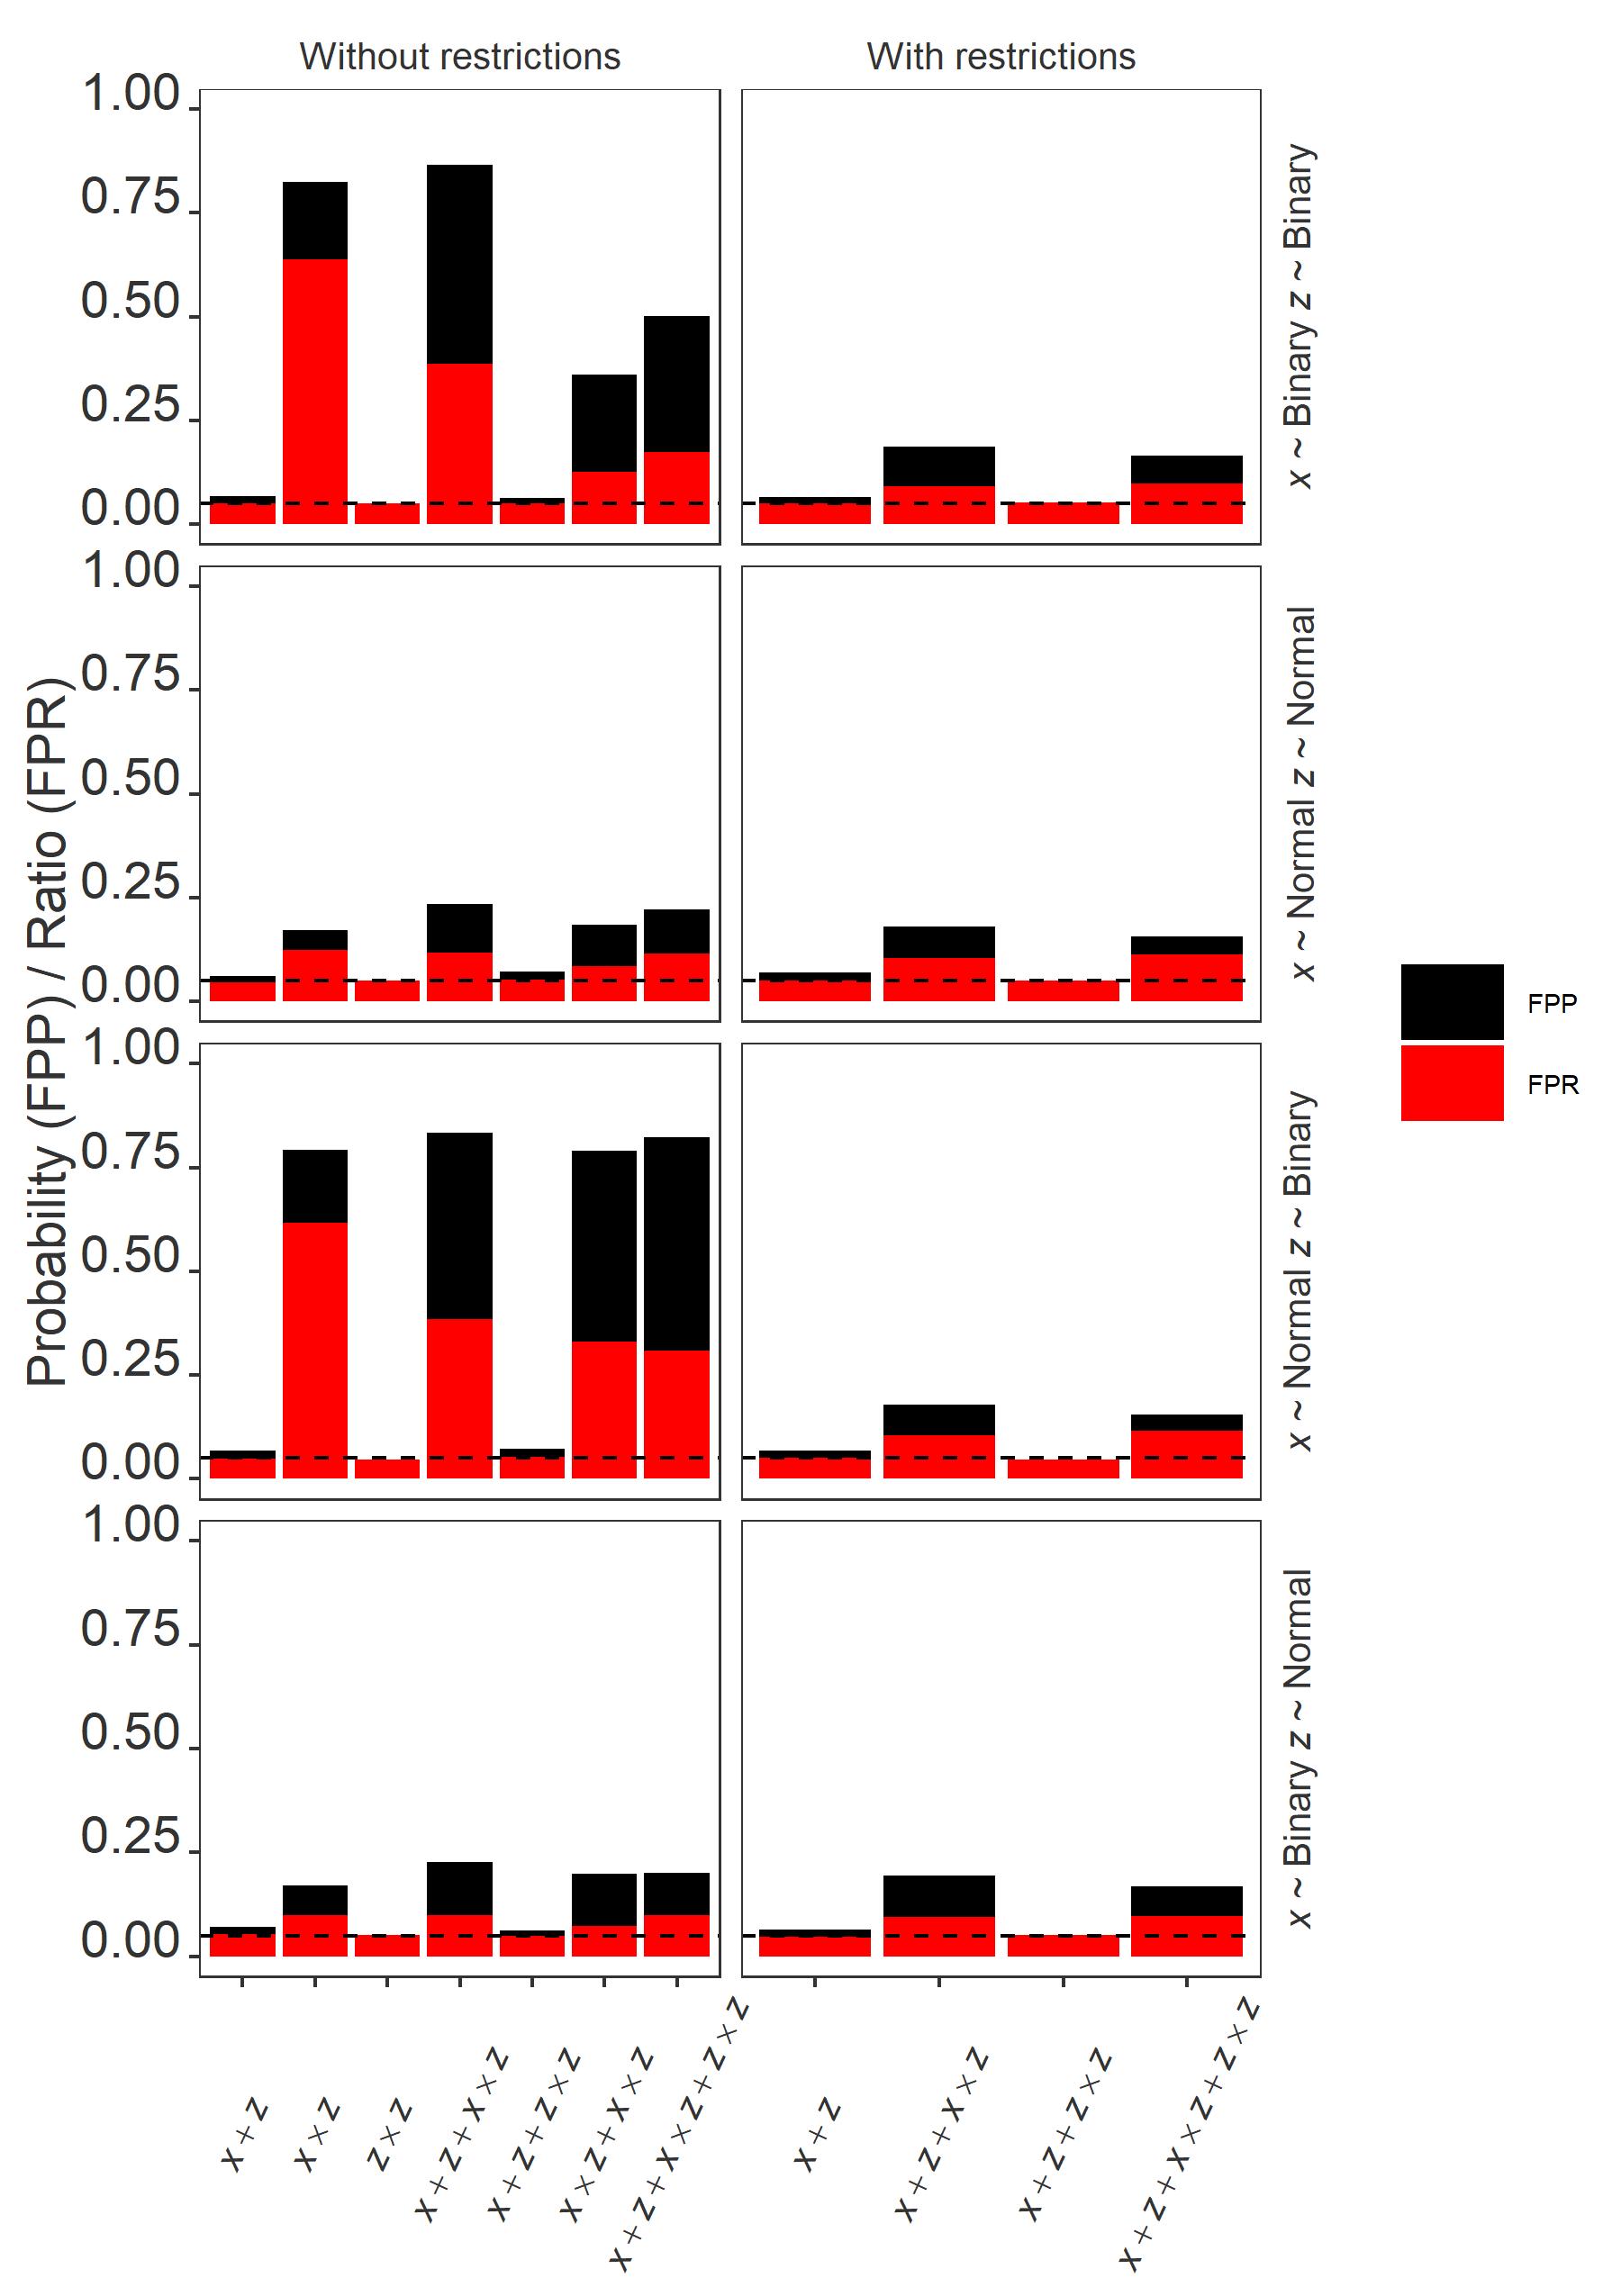 Without restrictions
With restrictions
1.00
0.75
0.50
0.25
0.00
x ~ Binary z ~ Binary
1.00
0.75
0.50
0.25
0.00
x ~ Normal z ~ Normal
1.00
0.75
0.50
0.25
0.00
x ~ Normal z ~ Binary
1.00
0.75
0.50
0.25
0.00
x ~ Binary z ~ Normal
Probability (FPP) / Ratio (FPR)
x + z
x × z
z × z
x + z + x × z
x + z × z
x × z + x × z
x + z + x × z + z × z
x + z
x + z + x × z
x + z × z
x + z + x × z + z × z
FPP
FPR